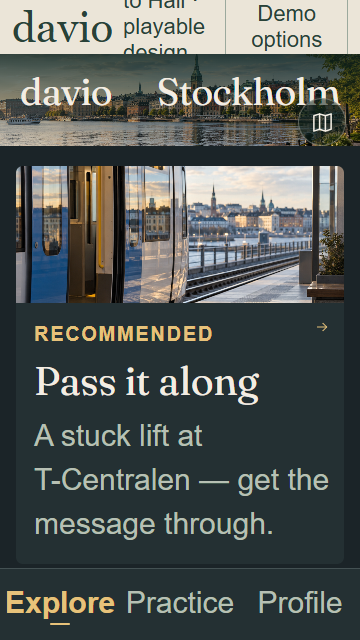 davio
to Hall ·
playable
design
Demo
options
davio Stockholm
RECOMMENDED
Pass it along
A stuck lift at
T-Centralen — get the
message through.
Explore Practice Profile